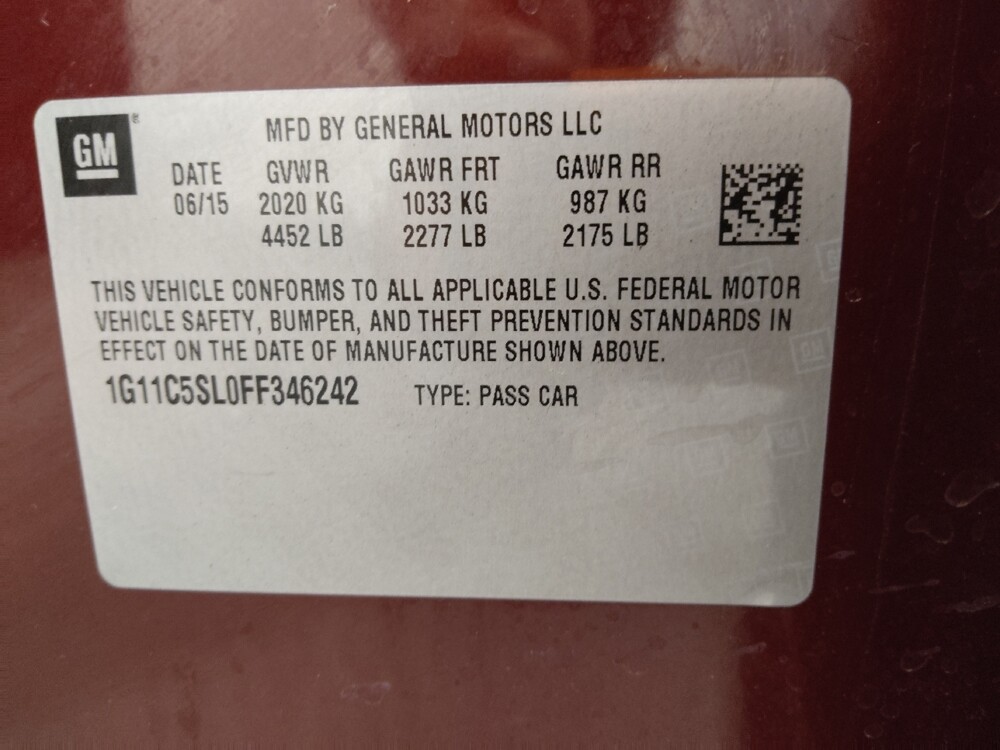 GM®
MFD BY GENERAL MOTORS LLC
DATE GVWR GAWR FRT GAWR RR
06/15 2020 KG 1033 KG 987 KG
4452 LB 2277 LB 2175 LB
THIS VEHICLE CONFORMS TO ALL APPLICABLE U.S. FEDERAL MOTOR
VEHICLE SAFETY, BUMPER, AND THEFT PREVENTION STANDARDS IN
EFFECT ON THE DATE OF MANUFACTURE SHOWN ABOVE.
1G11C5SL0FF346242 TYPE: PASS CAR